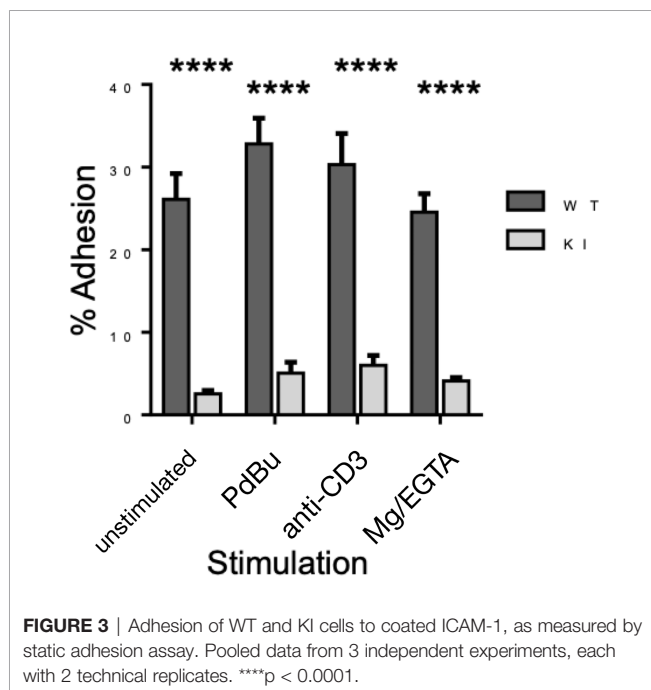 **** **** **** ****
40
30
20
10
0
% Adhesion
WT
KI
unstimulated PdBu anti-CD3 Mg/EGTA
Stimulation
FIGURE 3 | Adhesion of WT and KI cells to coated ICAM-1, as measured by
static adhesion assay. Pooled data from 3 independent experiments, each
with 2 technical replicates. ****p < 0.0001.